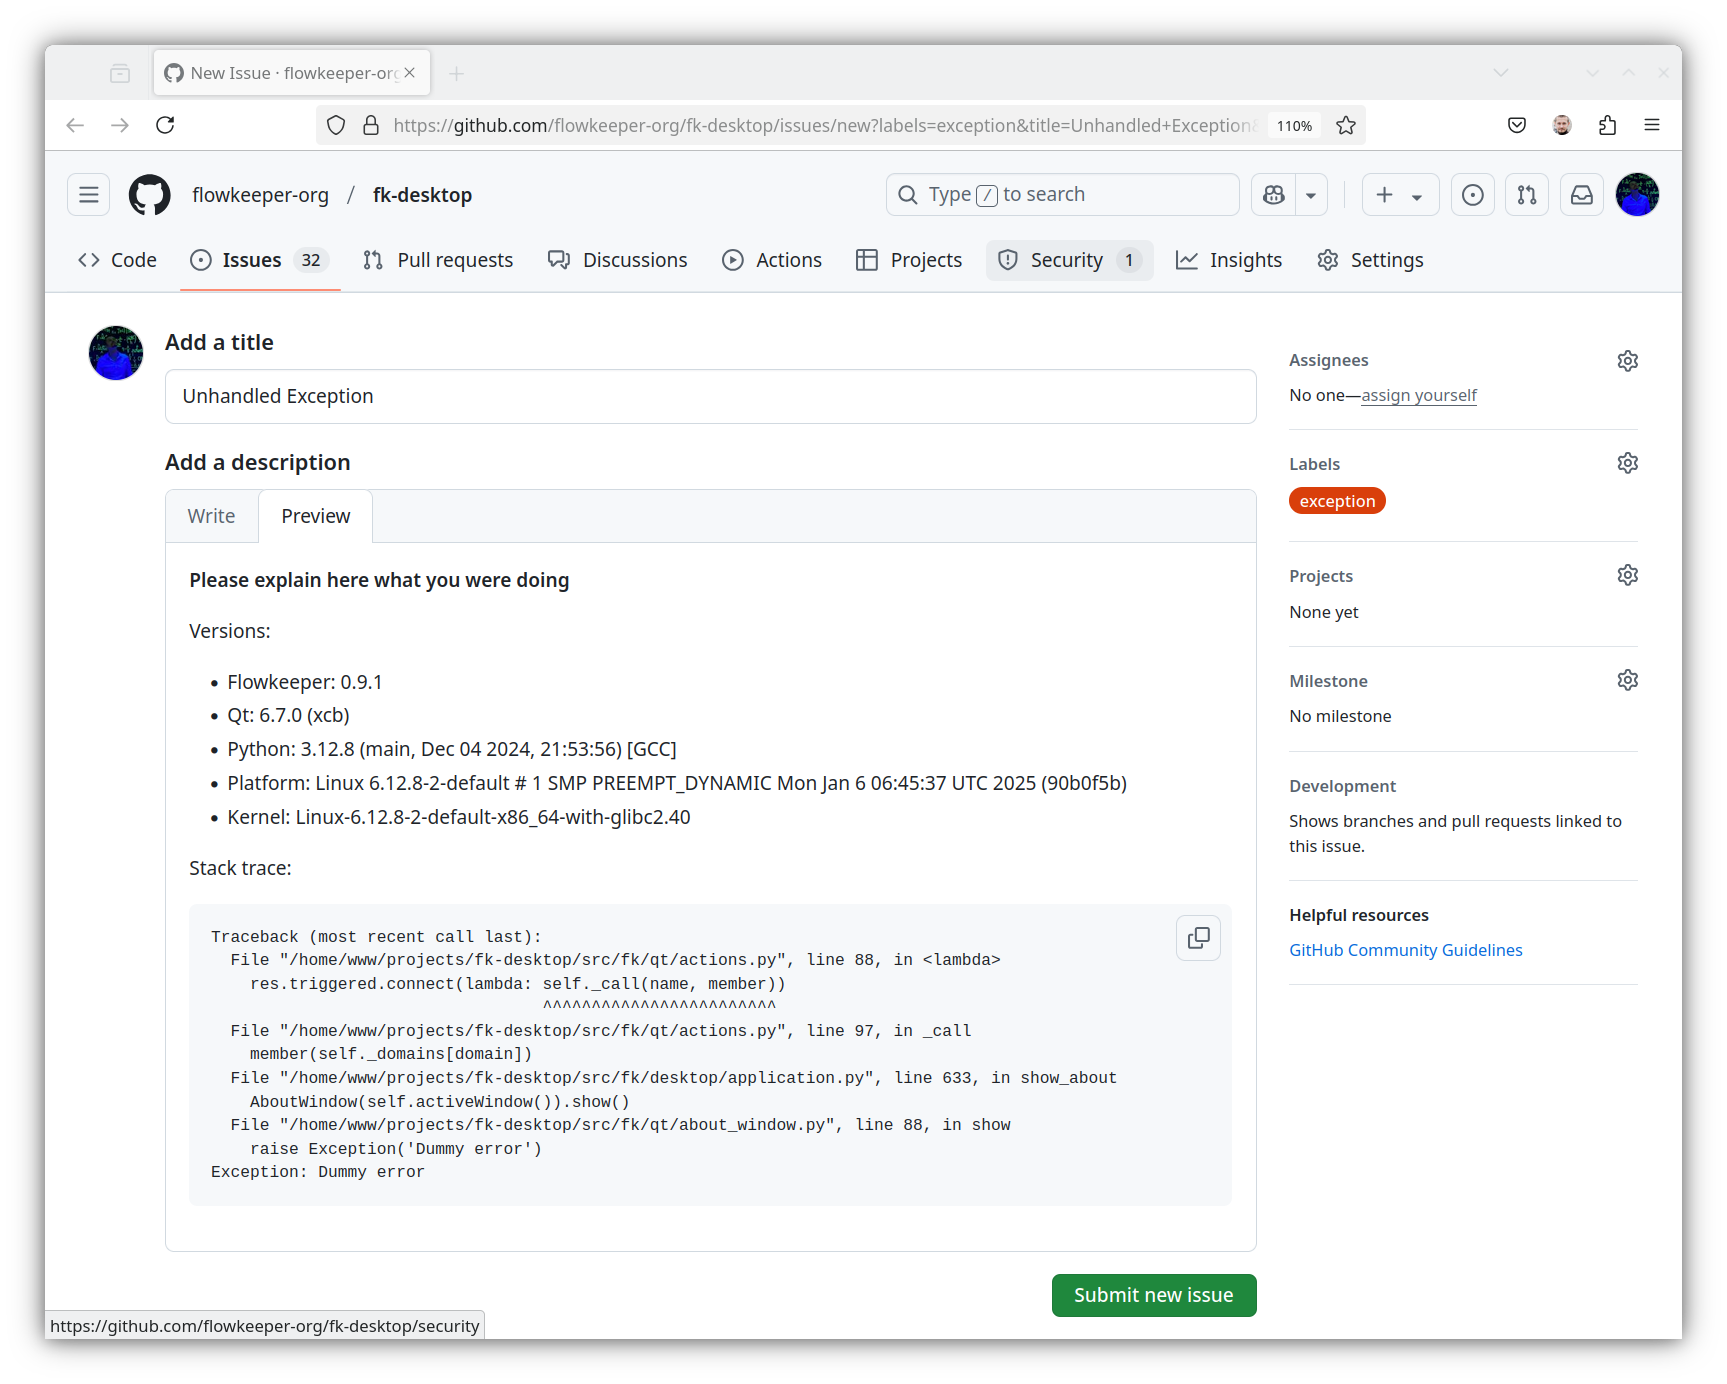 New Issue · flowkeeper-org
https://github.com/flowkeeper-org/fk-desktop/issues/new?labels=exception&title=Unhandled+Exception&
110%
flowkeeper-org / fk-desktop
Type / to search
Code
Issues 32
Pull requests
Discussions
Actions
Projects
Security 1
Insights
Settings
Add a title
Unhandled Exception
Add a description
Write
Preview
Please explain here what you were doing
Versions:
• Flowkeeper: 0.9.1
• Qt: 6.7.0 (xcb)
• Python: 3.12.8 (main, Dec 04 2024, 21:53:56) [GCC]
• Platform: Linux 6.12.8-2-default # 1 SMP PREEMPT_DYNAMIC Mon Jan 6 06:45:37 UTC 2025 (90b0f5b)
• Kernel: Linux-6.12.8-2-default-x86_64-with-glibc2.40
Stack trace:
Traceback (most recent call last):
  File "/home/www/projects/fk-desktop/src/fk/qt/actions.py", line 88, in <lambda>
    res.triggered.connect(lambda: self._call(name, member))
                                  ^^^^^^^^^^^^^^^^^^^^^^^^
  File "/home/www/projects/fk-desktop/src/fk/qt/actions.py", line 97, in _call
    member(self._domains[domain])
  File "/home/www/projects/fk-desktop/src/fk/desktop/application.py", line 633, in show_about
    AboutWindow(self.activeWindow()).show()
  File "/home/www/projects/fk-desktop/src/fk/qt/about_window.py", line 88, in show
    raise Exception('Dummy error')
Exception: Dummy error
Submit new issue
Assignees
No one—assign yourself
Labels
exception
Projects
None yet
Milestone
No milestone
Development
Shows branches and pull requests linked to
this issue.
Helpful resources
GitHub Community Guidelines
https://github.com/flowkeeper-org/fk-desktop/security